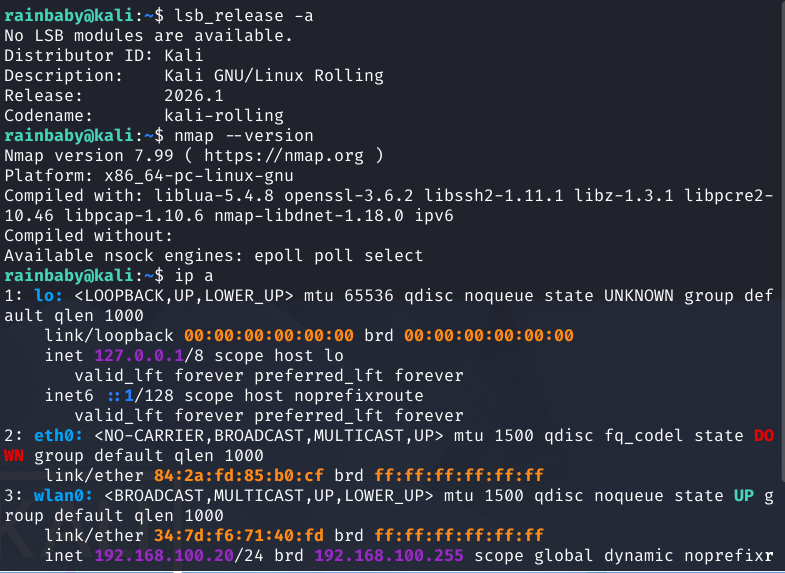 rainbaby@kali:~$ lsb_release -a
No LSB modules are available.
Distributor ID: Kali
Description:    Kali GNU/Linux Rolling
Release:        2026.1
Codename:       kali-rolling
rainbaby@kali:~$ nmap --version
Nmap version 7.99 ( https://nmap.org )
Platform: x86_64-pc-linux-gnu
Compiled with: liblua-5.4.8 openssl-3.6.2 libssh2-1.11.1 libz-1.3.1 libpcre2-
10.46 libpcap-1.10.6 nmap-libdnet-1.18.0 ipv6
Compiled without:
Available nsock engines: epoll poll select
rainbaby@kali:~$ ip a
1: lo: <LOOPBACK,UP,LOWER_UP> mtu 65536 qdisc noqueue state UNKNOWN group def
ault qlen 1000
    link/loopback 00:00:00:00:00:00 brd 00:00:00:00:00:00
    inet 127.0.0.1/8 scope host lo
       valid_lft forever preferred_lft forever
    inet6 ::1/128 scope host noprefixroute
       valid_lft forever preferred_lft forever
2: eth0: <NO-CARRIER,BROADCAST,MULTICAST,UP> mtu 1500 qdisc fq_codel state DO
WN group default qlen 1000
    link/ether 84:2a:fd:85:b0:cf brd ff:ff:ff:ff:ff:ff
3: wlan0: <BROADCAST,MULTICAST,UP,LOWER_UP> mtu 1500 qdisc noqueue state UP g
roup default qlen 1000
    link/ether 34:7d:f6:71:40:fd brd ff:ff:ff:ff:ff:ff
    inet 192.168.100.20/24 brd 192.168.100.255 scope global dynamic noprefixr